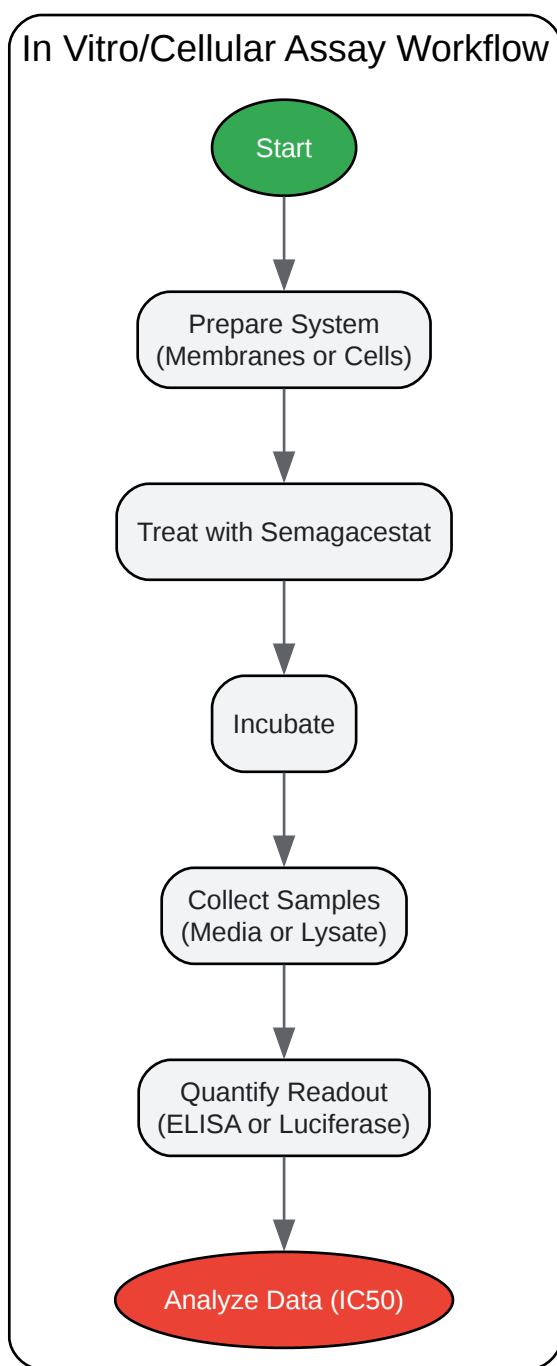 In Vitro/Cellular Assay Workflow
Start
Prepare System
(Membranes or Cells)
Treat with Semagacestat
Incubate
Collect Samples
(Media or Lysate)
Quantify Readout
(ELISA or Luciferase)
Analyze Data (IC50)